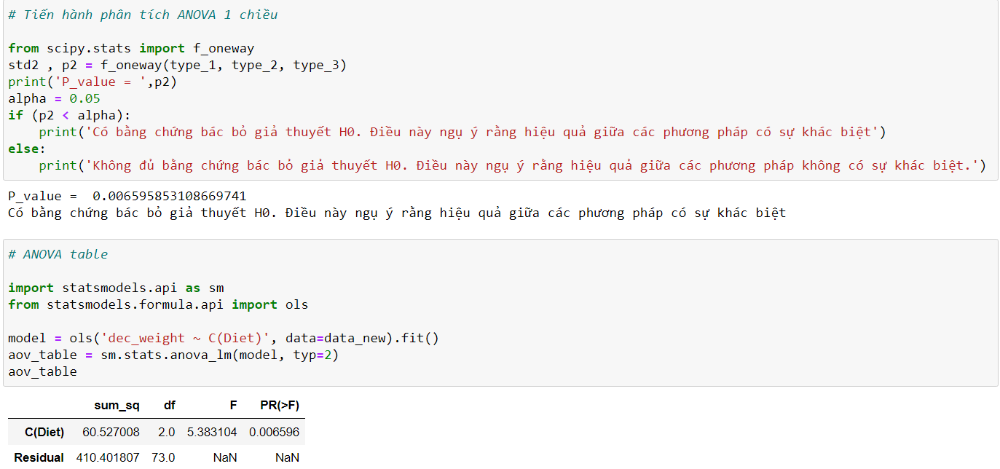 # Tiến hành phân tích ANOVA 1 chiều
from scipy.stats import f_oneway
std2 , p2 = f_oneway(type_1, type_2, type_3)
print('P_value = ',p2)
alpha = 0.05
if (p2 < alpha):
    print('Có bằng chứng bác bỏ giả thuyết H0. Điều này ngụ ý rằng hiệu quả giữa các phương pháp có sự khác biệt')
else:
    print('Không đủ bằng chứng bác bỏ giả thuyết H0. Điều này ngụ ý rằng hiệu quả giữa các phương pháp không có sự khác biệt.')
P_value =  0.006595853108669741
Có bằng chứng bác bỏ giả thuyết H0. Điều này ngụ ý rằng hiệu quả giữa các phương pháp có sự khác biệt
# ANOVA table
import statsmodels.api as sm
from statsmodels.formula.api import ols
model = ols('dec_weight ~ C(Diet)', data=data_new).fit()
aov_table = sm.stats.anova_lm(model, typ=2)
aov_table
sum_sq df F PR(>F)
C(Diet) 60.527008 2.0 5.383104 0.006596
Residual 410.401807 73.0 NaN NaN